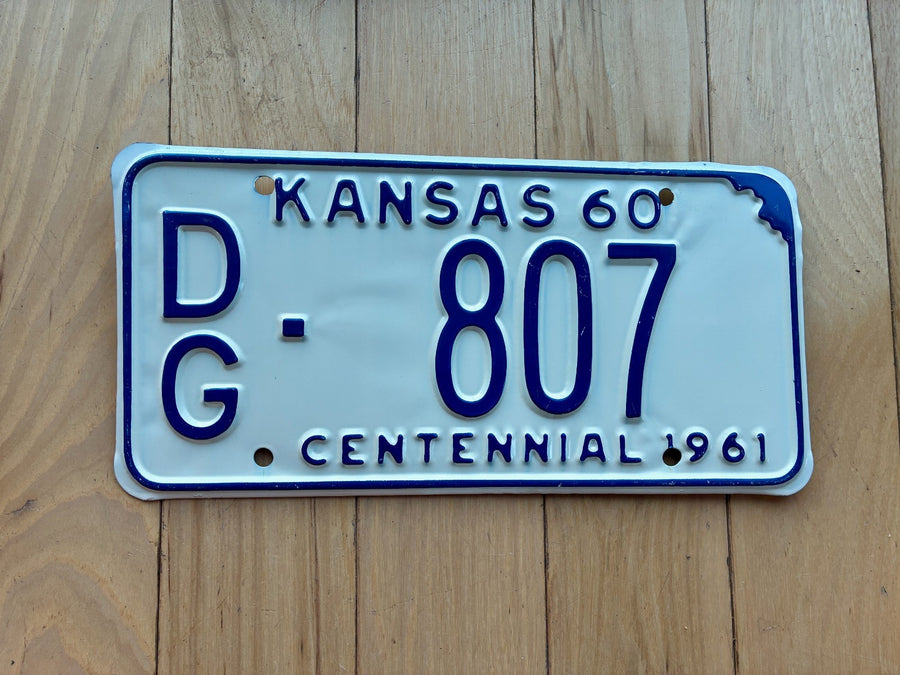 KANSAS 60
DG - 807
CENTENNIAL 1961